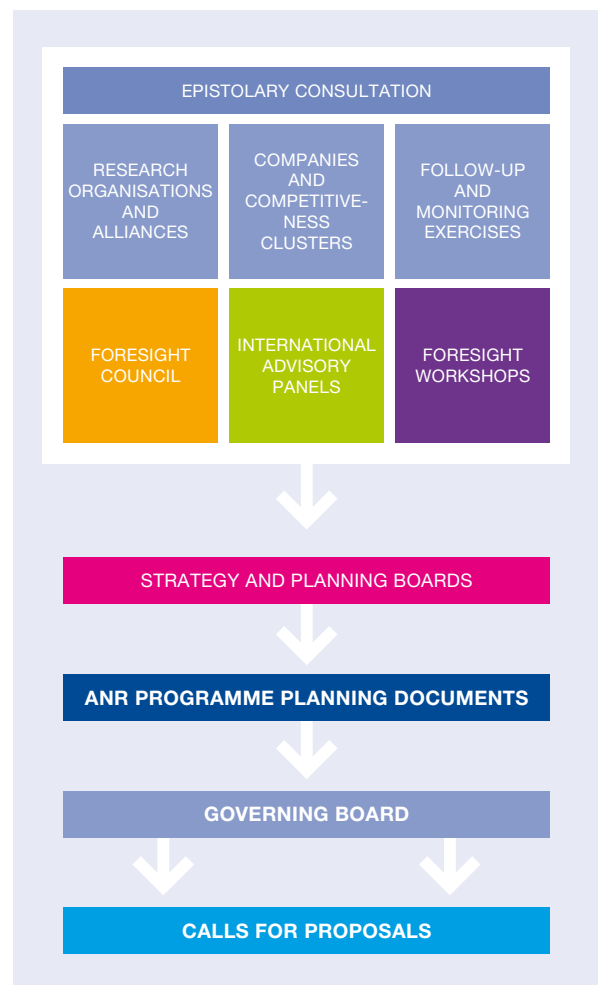 EPISTOLARY CONSULTATION
RESEARCH
ORGANISATIONS
AND
ALLIANCES
COMPANIES
AND
COMPETITIVE-
NESS
CLUSTERS
FOLLOW-UP
AND
MONITORING
EXERCISES
FORESIGHT
COUNCIL
INTERNATIONAL
ADVISORY
PANELS
FORESIGHT
WORKSHOPS
STRATEGY AND PLANNING BOARDS
ANR PROGRAMME PLANNING DOCUMENTS
GOVERNING BOARD
CALLS FOR PROPOSALS